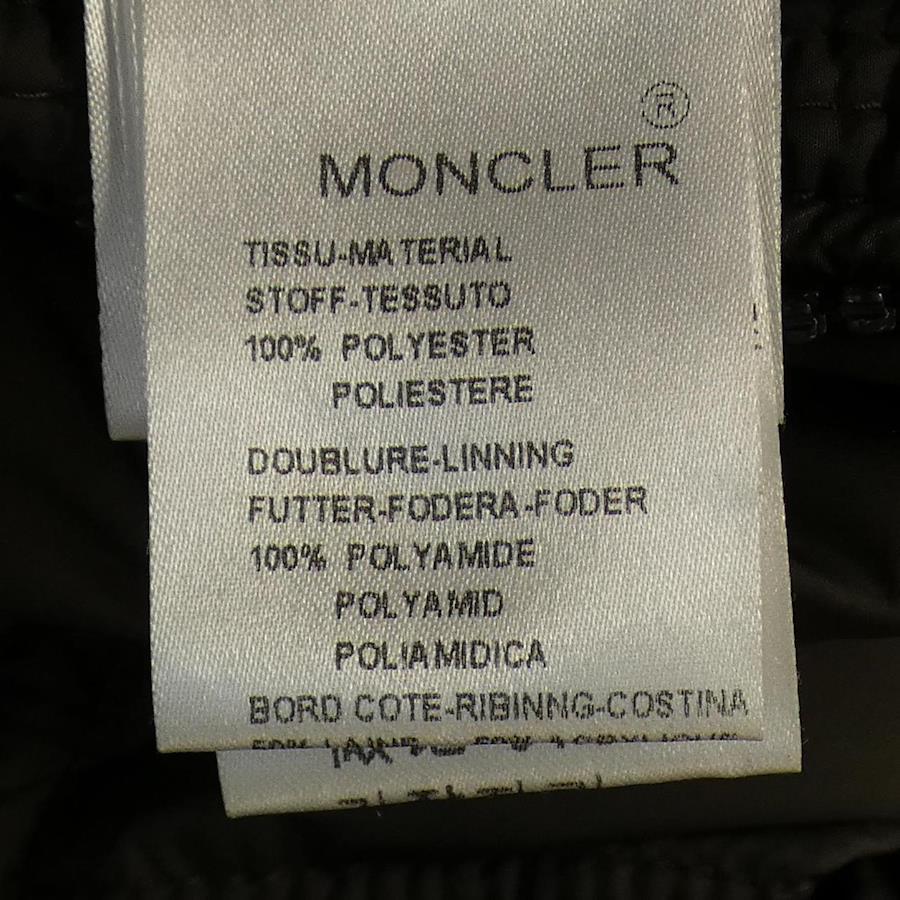 ®
MONCLER
TISSU-MATERIAL
STOFF-TESSUTO
100% POLYESTER
POLIESTERE
DOUBLURE-LINNING
FUTTER-FODERA-FODER
100% POLYAMIDE
POLYAMID
POLIAMIDICA
BORD COTE-RIBINNG-COSTINA
50%